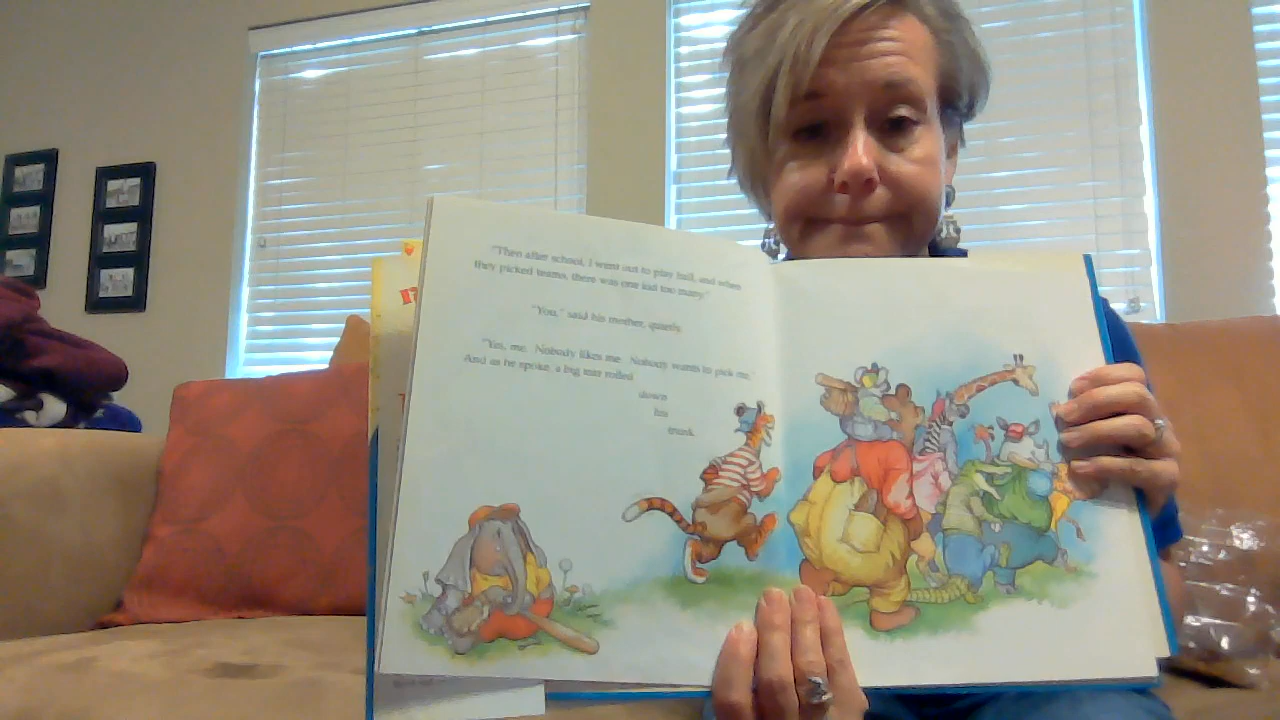 "Then after school, I went out to play ball, and when
they picked teams, there was one kid too many."
"You," said his mother, quietly.
"Yes, me. Nobody likes me. Nobody wants to pick me."
And as he spoke, a big tear rolled
down
his
trunk.